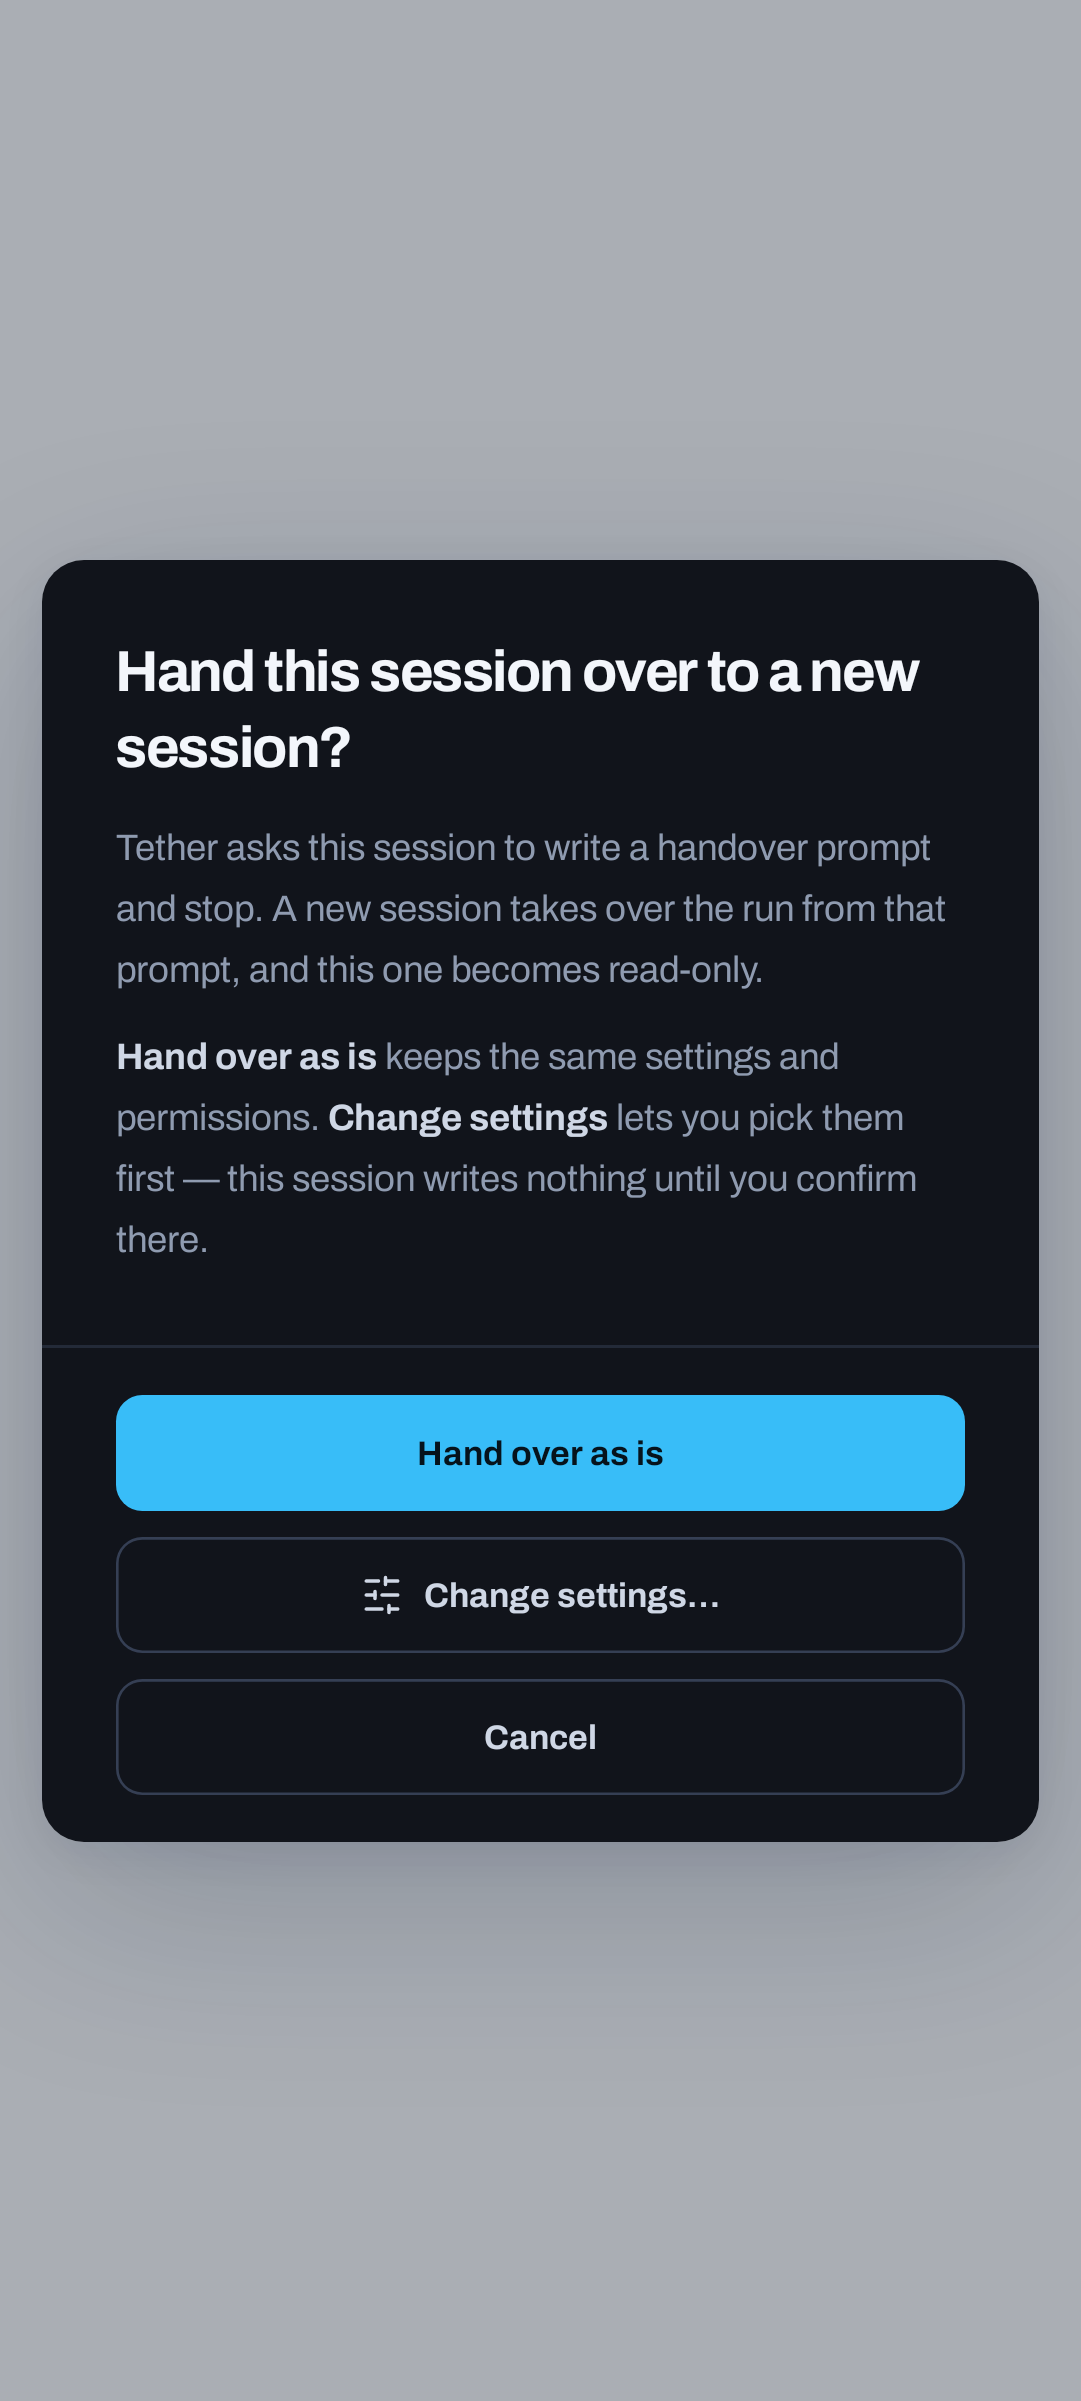 Hand this session over to a new
session?
Tether asks this session to write a handover prompt
and stop. A new session takes over the run from that
prompt, and this one becomes read-only.
Hand over as is keeps the same settings and
permissions. Change settings lets you pick them
first — this session writes nothing until you confirm
there.
Hand over as is
Change settings...
Cancel